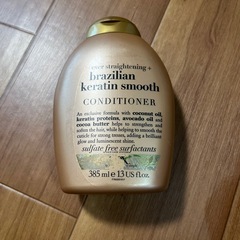 ever straightening +
brazilian
keratin smooth
CONDITIONER
An exclusive formula with coconut oil,
keratin proteins, avocado oil and
cocoa butter helps to strengthen and
soften the hair, while helping to smooth the
cuticle for strong tresses, adding a brilliant
glow and luminescent shine.
sulfate free surfactants
385 ml e 13 US fl oz.